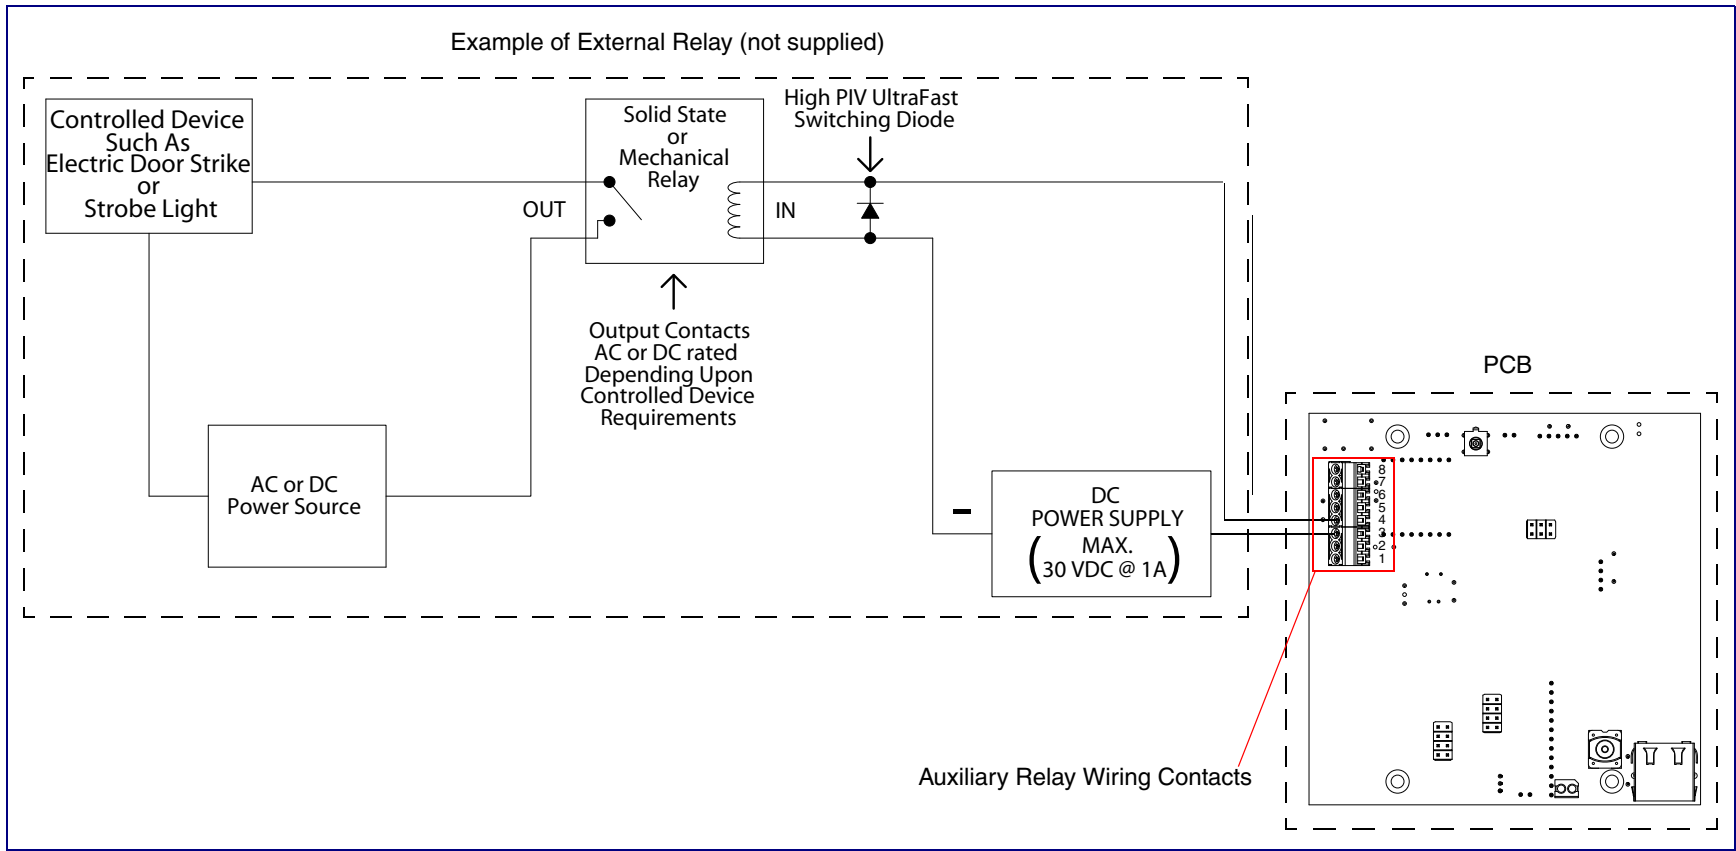 Example of External Relay (not supplied)
Controlled Device
Such As
Electric Door Strike
or
Strobe Light
Solid State
or
Mechanical
Relay
OUT
IN
High PIV UltraFast
Switching Diode
Output Contacts
AC or DC rated
Depending Upon
Controlled Device
Requirements
AC or DC
Power Source
−
DC
POWER SUPPLY
MAX.
(30 VDC @ 1A)
PCB
8
7
6
5
4
3
2
1
Auxiliary Relay Wiring Contacts